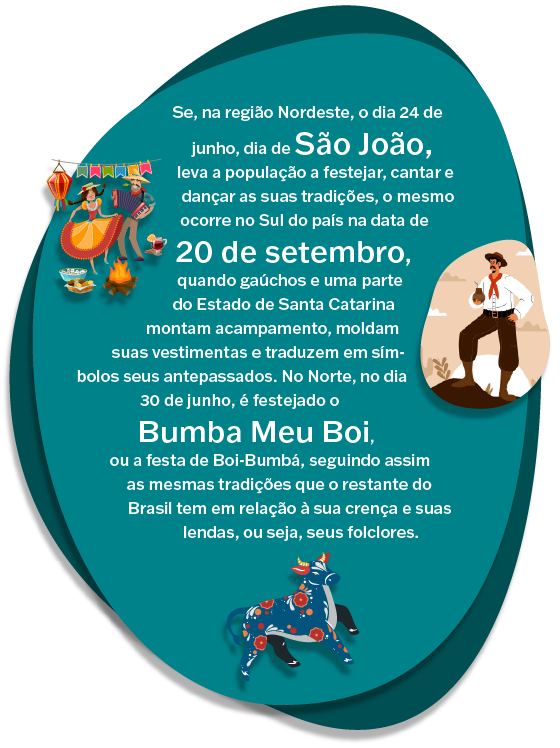 Se, na região Nordeste, o dia 24 de
junho, dia de São João,
leva a população a festejar, cantar e
dançar as suas tradições, o mesmo
ocorre no Sul do país na data de
20 de setembro,
quando gaúchos e uma parte
do Estado de Santa Catarina
montam acampamento, moldam
suas vestimentas e traduzem em sím-
bolos seus antepassados. No Norte, no dia
30 de junho, é festejado o
Bumba Meu Boi,
ou a festa de Boi-Bumbá, seguindo assim
as mesmas tradições que o restante do
Brasil tem em relação à sua crença e suas
lendas, ou seja, seus folclores.